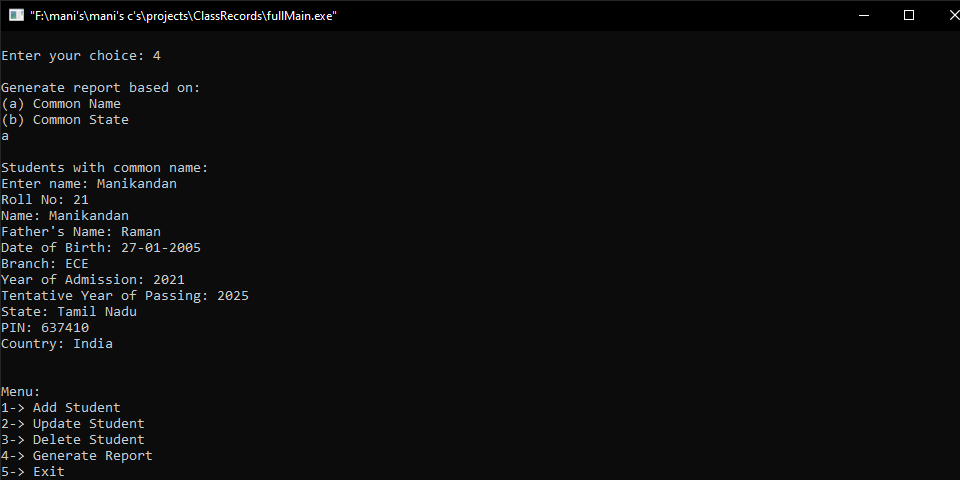 "F:\mani's\mani's c's\projects\ClassRecords\fullMain.exe"
Enter your choice: 4
Generate report based on:
(a) Common Name
(b) Common State
a
Students with common name:
Enter name: Manikandan
Roll No: 21
Name: Manikandan
Father's Name: Raman
Date of Birth: 27-01-2005
Branch: ECE
Year of Admission: 2021
Tentative Year of Passing: 2025
State: Tamil Nadu
PIN: 637410
Country: India
Menu:
1-> Add Student
2-> Update Student
3-> Delete Student
4-> Generate Report
5-> Exit